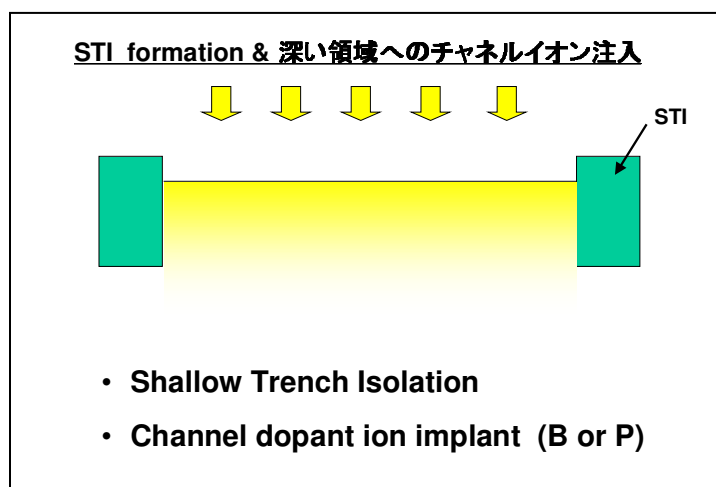 STI formation & 深い領域へのチャネルイオン注入
STI
• Shallow Trench Isolation
• Channel dopant ion implant (B or P)